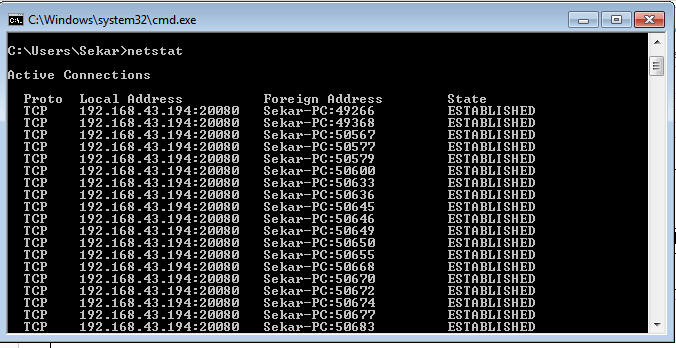 C:\Windows\system32\cmd.exe
C:\Users\Sekar>netstat
Active Connections
Proto Local Address Foreign Address State
TCP 192.168.43.194:20080 Sekar-PC:49266 ESTABLISHED
TCP 192.168.43.194:20080 Sekar-PC:49368 ESTABLISHED
TCP 192.168.43.194:20080 Sekar-PC:50567 ESTABLISHED
TCP 192.168.43.194:20080 Sekar-PC:50577 ESTABLISHED
TCP 192.168.43.194:20080 Sekar-PC:50579 ESTABLISHED
TCP 192.168.43.194:20080 Sekar-PC:50600 ESTABLISHED
TCP 192.168.43.194:20080 Sekar-PC:50633 ESTABLISHED
TCP 192.168.43.194:20080 Sekar-PC:50636 ESTABLISHED
TCP 192.168.43.194:20080 Sekar-PC:50645 ESTABLISHED
TCP 192.168.43.194:20080 Sekar-PC:50646 ESTABLISHED
TCP 192.168.43.194:20080 Sekar-PC:50649 ESTABLISHED
TCP 192.168.43.194:20080 Sekar-PC:50650 ESTABLISHED
TCP 192.168.43.194:20080 Sekar-PC:50655 ESTABLISHED
TCP 192.168.43.194:20080 Sekar-PC:50668 ESTABLISHED
TCP 192.168.43.194:20080 Sekar-PC:50670 ESTABLISHED
TCP 192.168.43.194:20080 Sekar-PC:50672 ESTABLISHED
TCP 192.168.43.194:20080 Sekar-PC:50674 ESTABLISHED
TCP 192.168.43.194:20080 Sekar-PC:50677 ESTABLISHED
TCP 192.168.43.194:20080 Sekar-PC:50683 ESTABLISHED